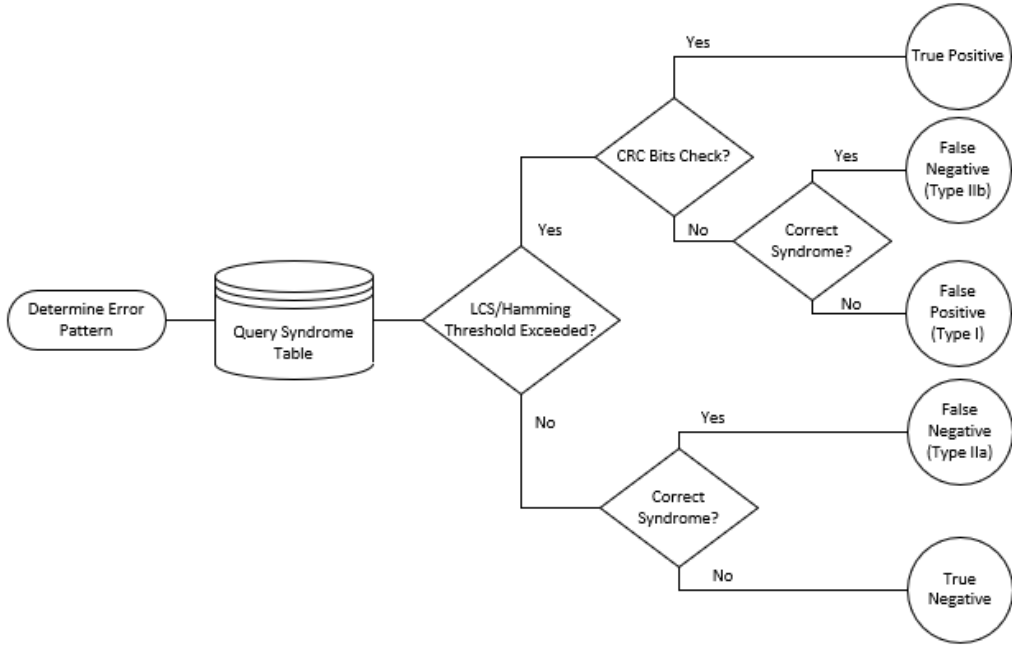 Yes
True Positive
CRC Bits Check?
Yes
False
Negative
(Type IIb)
No
Correct
Syndrome?
Yes
No
False
Positive
(Type I)
Determine Error
Pattern
Query Syndrome
Table
LCS/Hamming
Threshold Exceeded?
No
Yes
False
Negative
(Type IIa)
Correct
Syndrome?
No
True
Negative